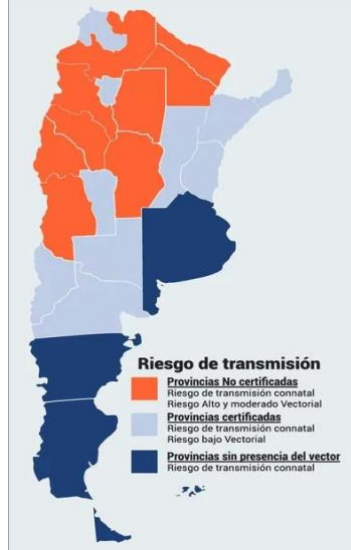 Riesgo de transmisión
Provincias No certificadas
Riesgo de transmisión connatal
Riesgo Alto y moderado Vectorial
Provincias certificadas
Riesgo de transmisión connatal
Riesgo bajo Vectorial
Provincias sin presencia del vector
Riesgo de transmisión connatal